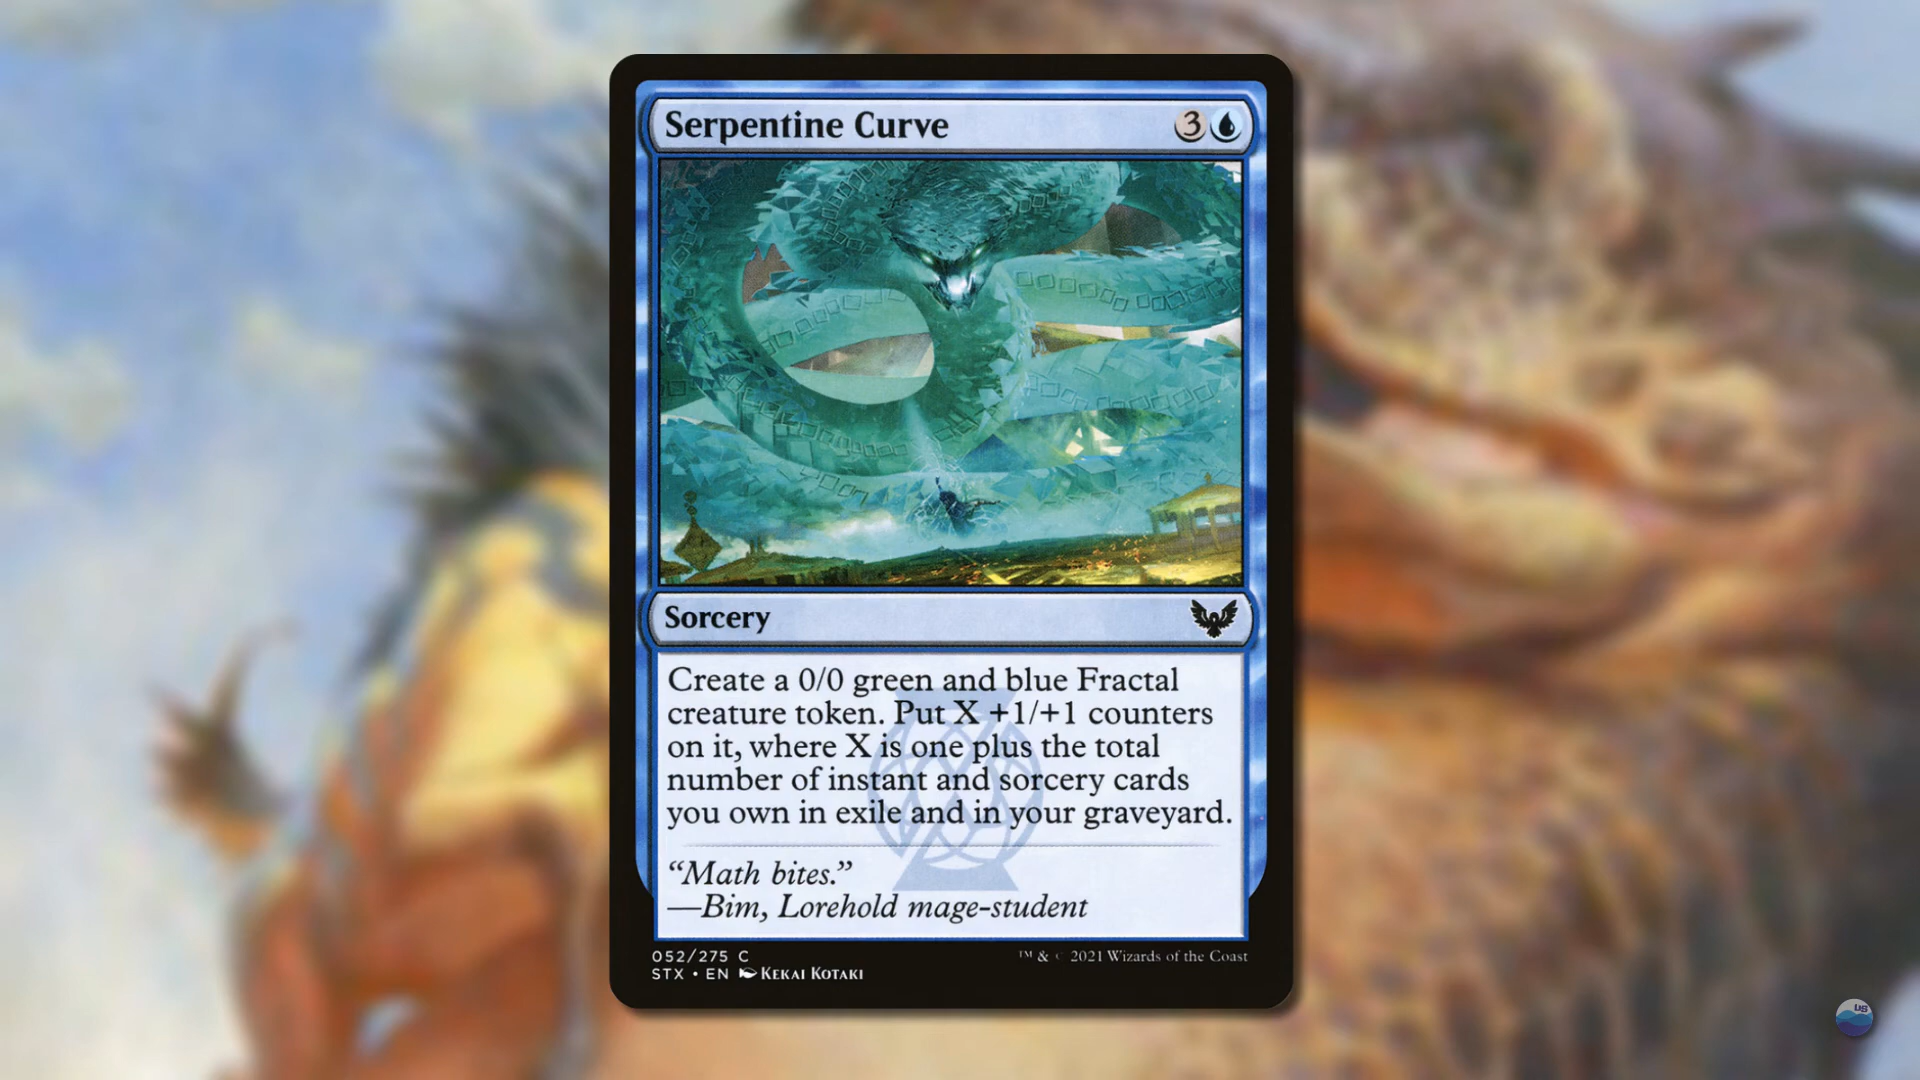 Serpentine Curve 3
Sorcery
Create a 0/0 green and blue Fractal
creature token. Put X +1/+1 counters
on it, where X is one plus the total
number of instant and sorcery cards
you own in exile and in your graveyard.
“Math bites.”
—Bim, Lorehold mage-student
052/275 C
™ & © 2021 Wizards of the Coast
STX • EN KEKAI KOTAKI